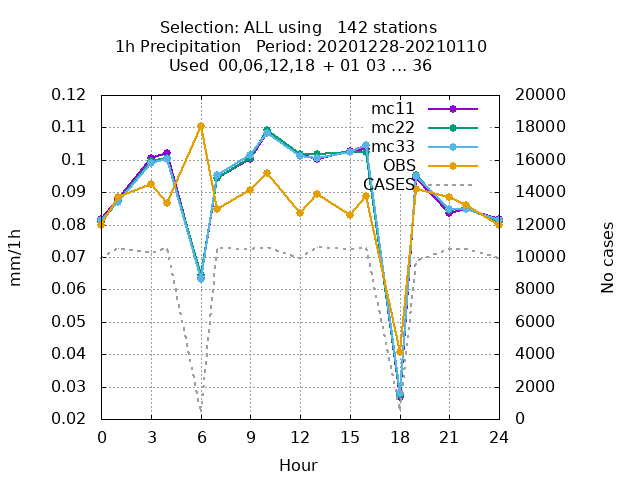 Selection: ALL using 142 stations
1h Precipitation Period: 20201228-20210110
Used 00,06,12,18 + 01 03 ... 36
mc11
mc22
mc33
OBS
CASES
0.12
0.11
0.1
0.09
0.08
0.07
0.06
0.05
0.04
0.03
0.02
mm/1h
20000
18000
16000
14000
12000
10000
8000
6000
4000
2000
0
No cases
0 3 6 9 12 15 18 21 24
Hour